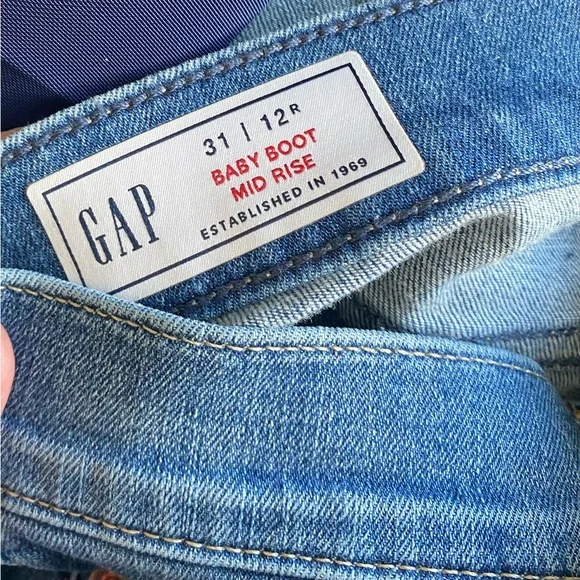 GAP
31 | 12R
BABY BOOT
MID RISE
ESTABLISHED IN 1969